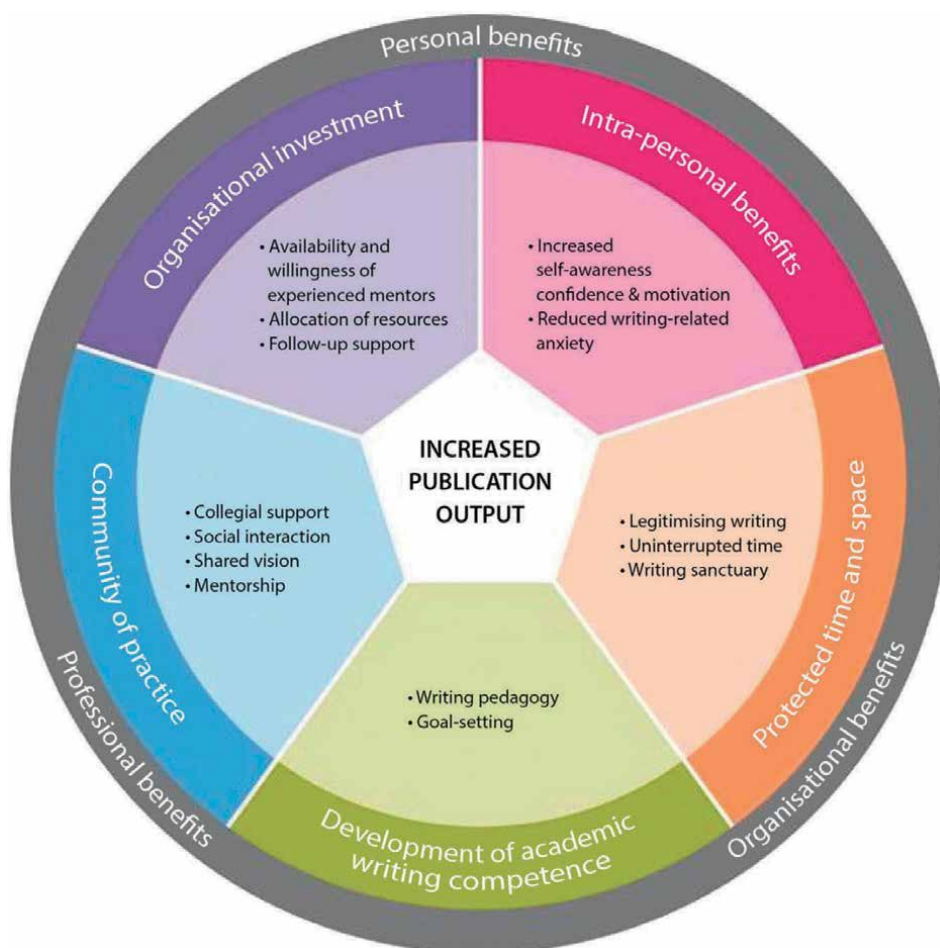 Personal benefits
Organisational investment
• Availability and
willingness of
experienced mentors
• Allocation of resources
• Follow-up support
Intra-personal benefits
• Increased
self-awareness
confidence & motivation
• Reduced writing-related
anxiety
INCREASED
PUBLICATION
OUTPUT
Community of practice
• Collegial support
• Social interaction
• Shared vision
• Mentorship
Protected time and space
• Legitimising writing
• Uninterrupted time
• Writing sanctuary
• Writing pedagogy
• Goal-setting
Development of academic
writing competence
Professional benefits
Organisational benefits